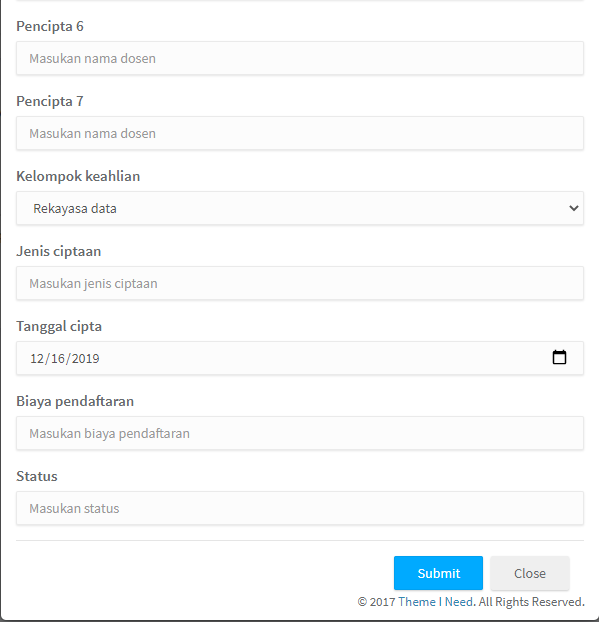 Pencipta 6
Masukan nama dosen
Pencipta 7
Masukan nama dosen
Kelompok keahlian
Rekayasa data
Jenis ciptaan
Masukan jenis ciptaan
Tanggal cipta
12/16/2019
Biaya pendaftaran
Masukan biaya pendaftaran
Status
Masukan status
Submit Close
© 2017 Theme I Need. All Rights Reserved.